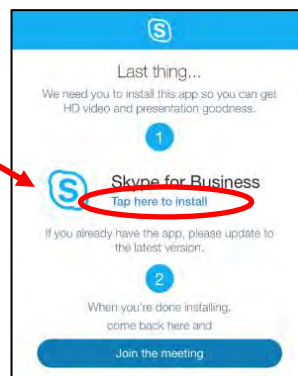 Last thing...
We need you to install this app so you can get
HD video and presentation goodness.
1
Skype for Business
Tap here to install
If you already have the app, please update to
the latest version.
2
When you're done installing,
come back here and
Join the meeting